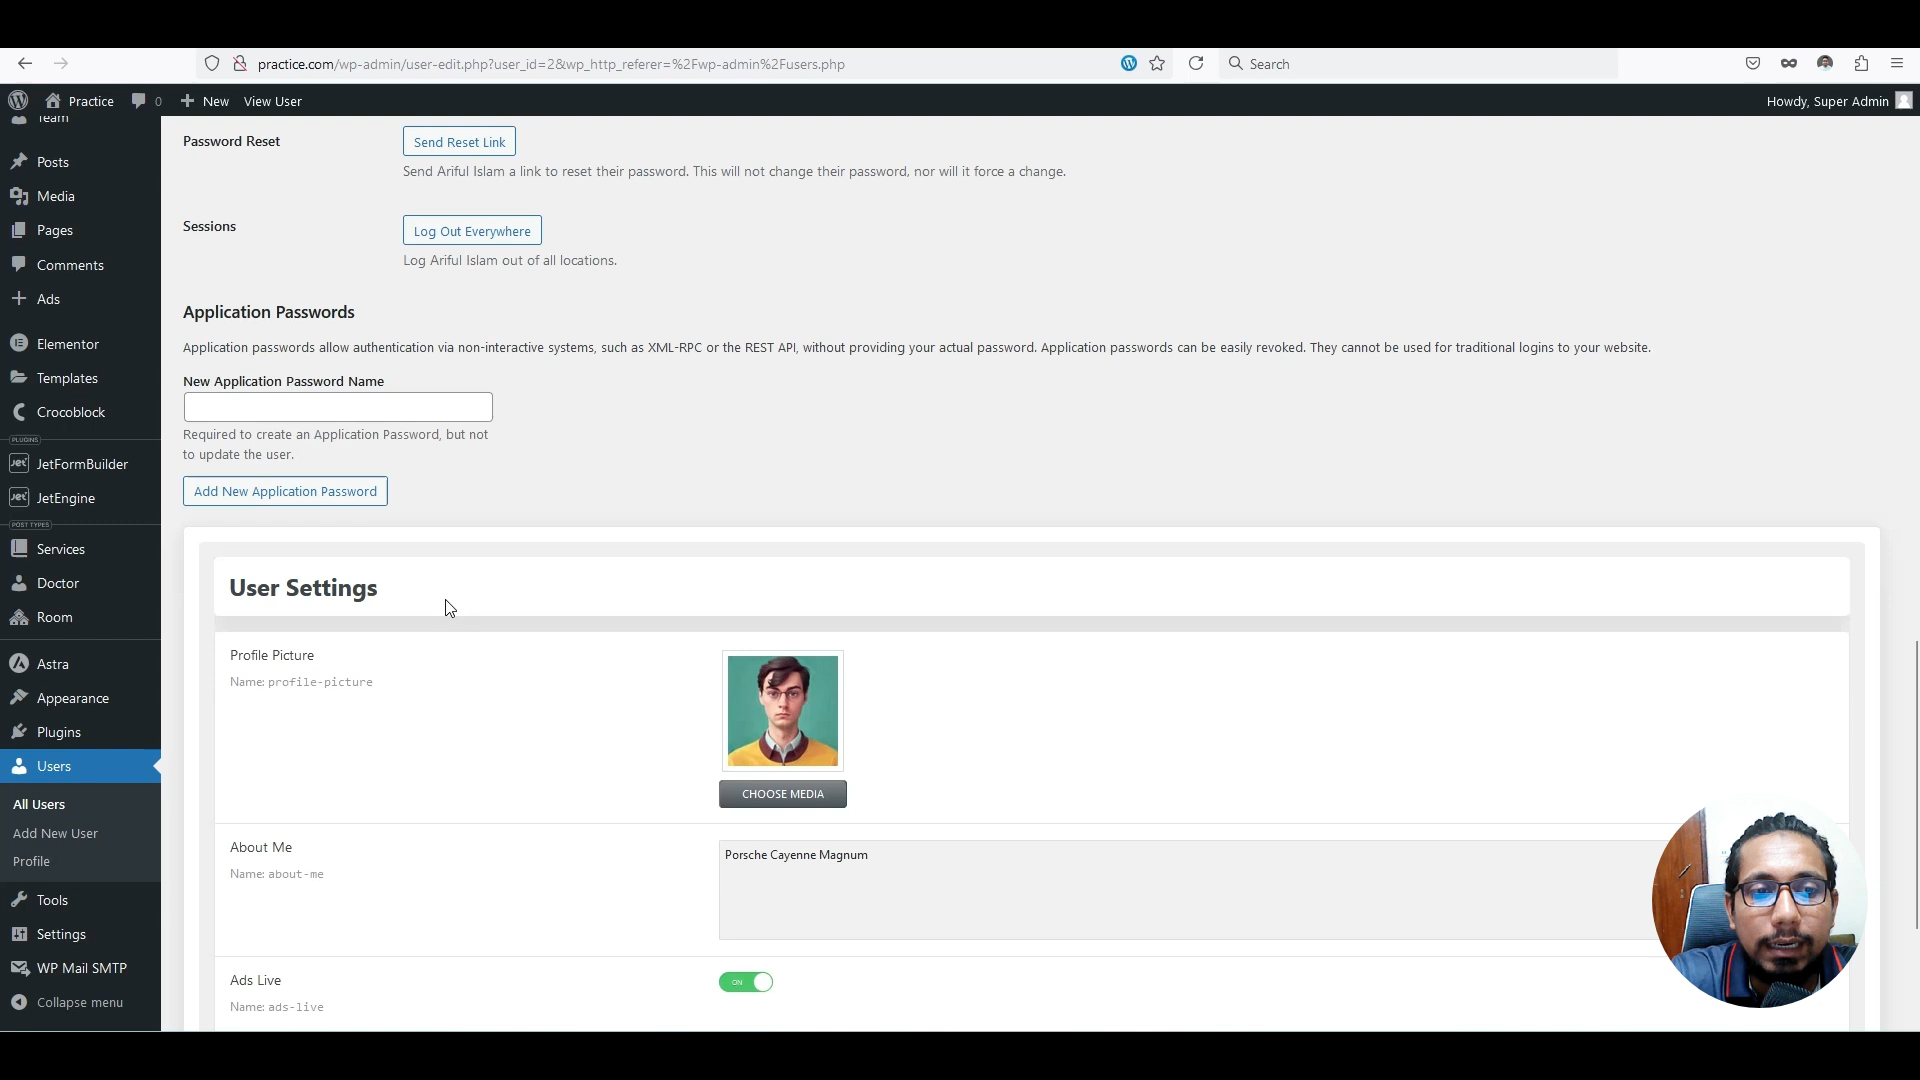 practice.com/wp-admin/user-edit.php?user_id=2&wp_http_referer=%2Fwp-admin%2Fusers.php
Search
Practice
0
New
View User
Howdy, Super Admin
Team
Posts
Media
Pages
Comments
Ads
Elementor
Templates
Crocoblock
PLUGINS
JetFormBuilder
JetEngine
POST TYPES
Services
Doctor
Room
Astra
Appearance
Plugins
Users
All Users
Add New User
Profile
Tools
Settings
WP Mail SMTP
Collapse menu
Password Reset
Send Reset Link
Send Ariful Islam a link to reset their password. This will not change their password, nor will it force a change.
Sessions
Log Out Everywhere
Log Ariful Islam out of all locations.
Application Passwords
Application passwords allow authentication via non-interactive systems, such as XML-RPC or the REST API, without providing your actual password. Application passwords can be easily revoked. They cannot be used for traditional logins to your website.
New Application Password Name
Required to create an Application Password, but not
to update the user.
Add New Application Password
User Settings
Profile Picture
Name: profile-picture
CHOOSE MEDIA
About Me
Name: about-me
Porsche Cayenne Magnum
Ads Live
Name: ads-live
ON